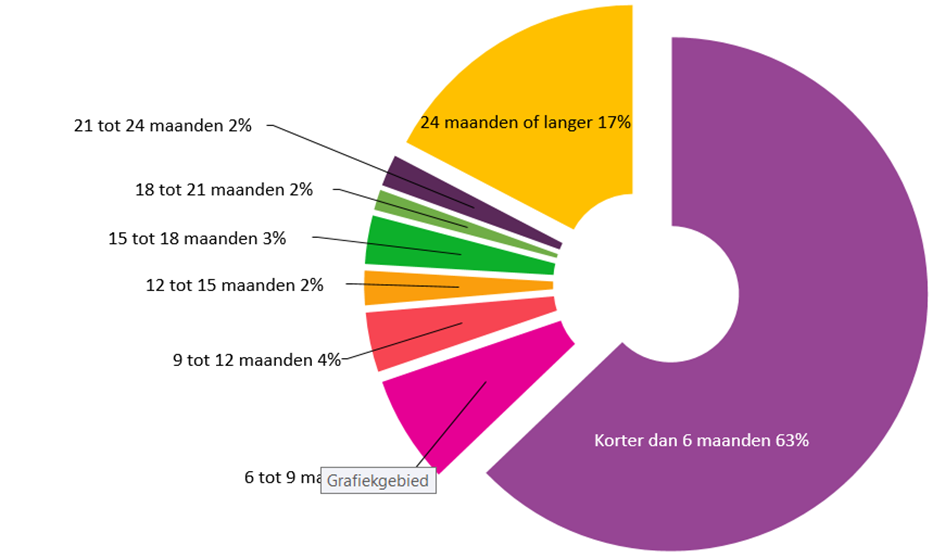 24 maanden of langer 17%
21 tot 24 maanden 2%
18 tot 21 maanden 2%
15 tot 18 maanden 3%
12 tot 15 maanden 2%
9 tot 12 maanden 4%
6 tot 9
Grafiekgebied
Korter dan 6 maanden 63%